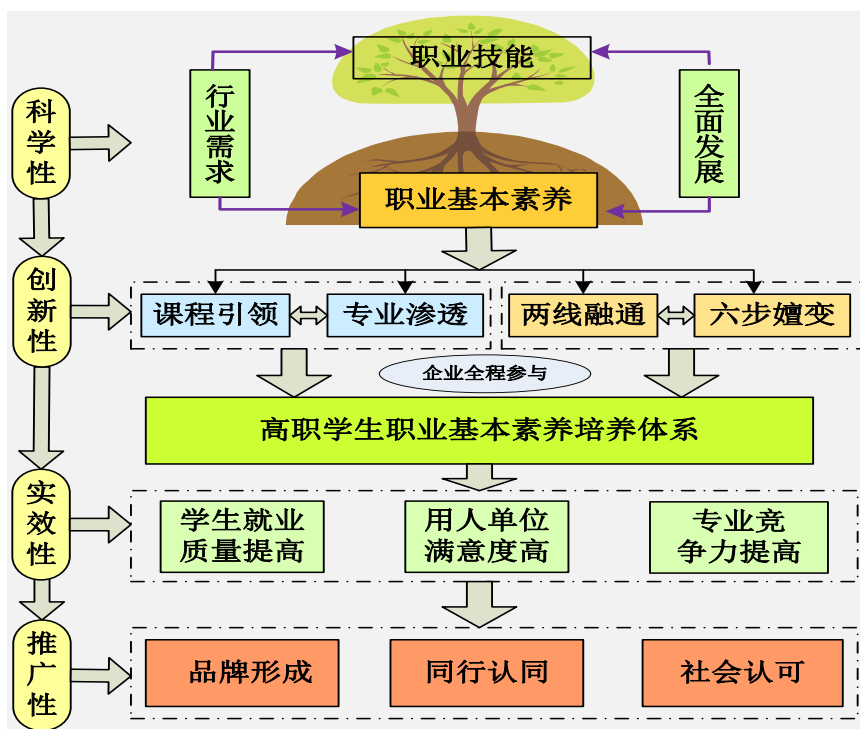 职业技能
行业需求
全面发展
科学性
职业基本素养
创新性
课程引领
专业渗透
两线融通
六步嬗变
企业全程参与
高职学生职业基本素养培养体系
实效性
学生就业
质量提高
用人单位
满意度高
专业竞
争力提高
推广性
品牌形成
同行认同
社会认可